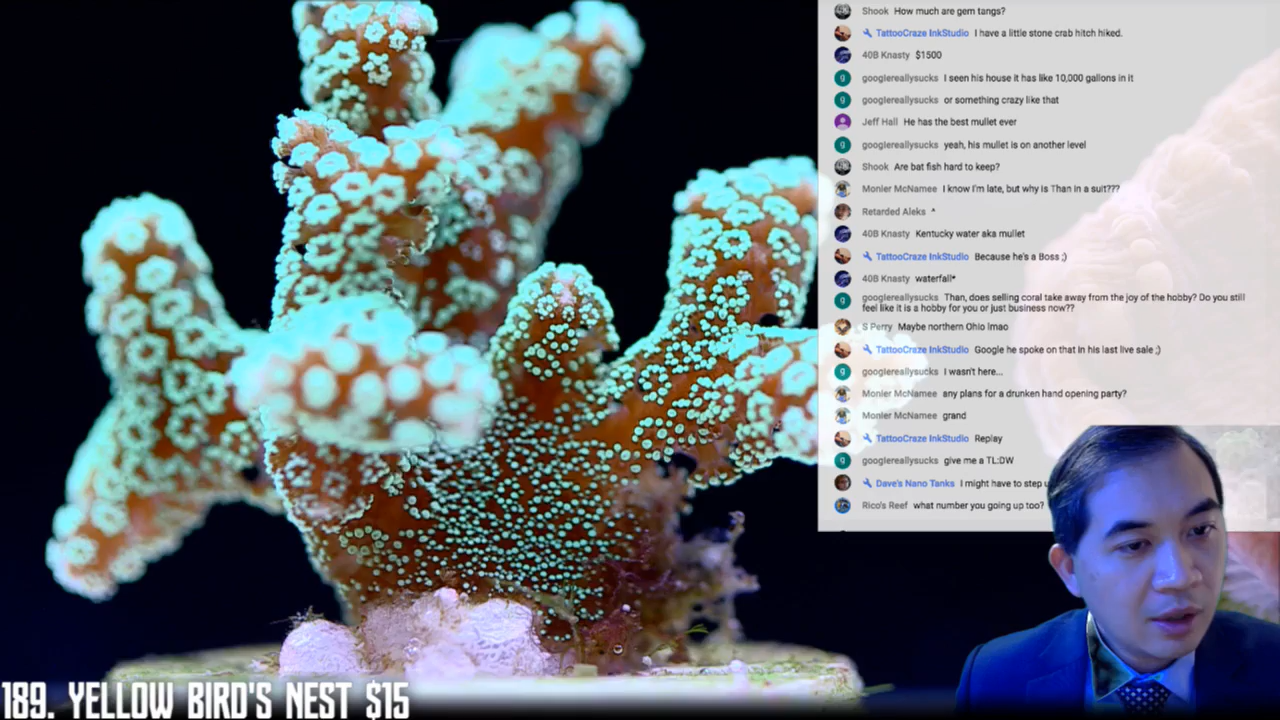 Shook How much are gem tangs?
TattooCraze InkStudio I have a little stone crab hitch hiked.
40B Knasty $1500
googlereallysucks I seen his house it has like 10,000 gallons in it
googlereallysucks or something crazy like that
Jeff Hall He has the best mullet ever
googlereallysucks yeah, his mullet is on another level
Shook Are bat fish hard to keep?
Monier McNamee I know I'm late, but why is Than in a suit???
Retarded Aleks ^
40B Knasty Kentucky water aka mullet
TattooCraze InkStudio Because he's a Boss ;)
40B Knasty waterfall*
googlereallysucks Than, does selling coral take away from the joy of the hobby? Do you still
feel like it is a hobby for you or just business now??
S Perry Maybe northern Ohio lmao
TattooCraze InkStudio Google he spoke on that in his last live sale ;)
googlereallysucks I wasn't here...
Monier McNamee any plans for a drunken hand opening party?
Monier McNamee grand
TattooCraze InkStudio Replay
googlereallysucks give me a TL:DW
Dave's Nano Tanks I might have to step u
Rico's Reef what number you going up too?
189. YELLOW BIRD'S NEST $15